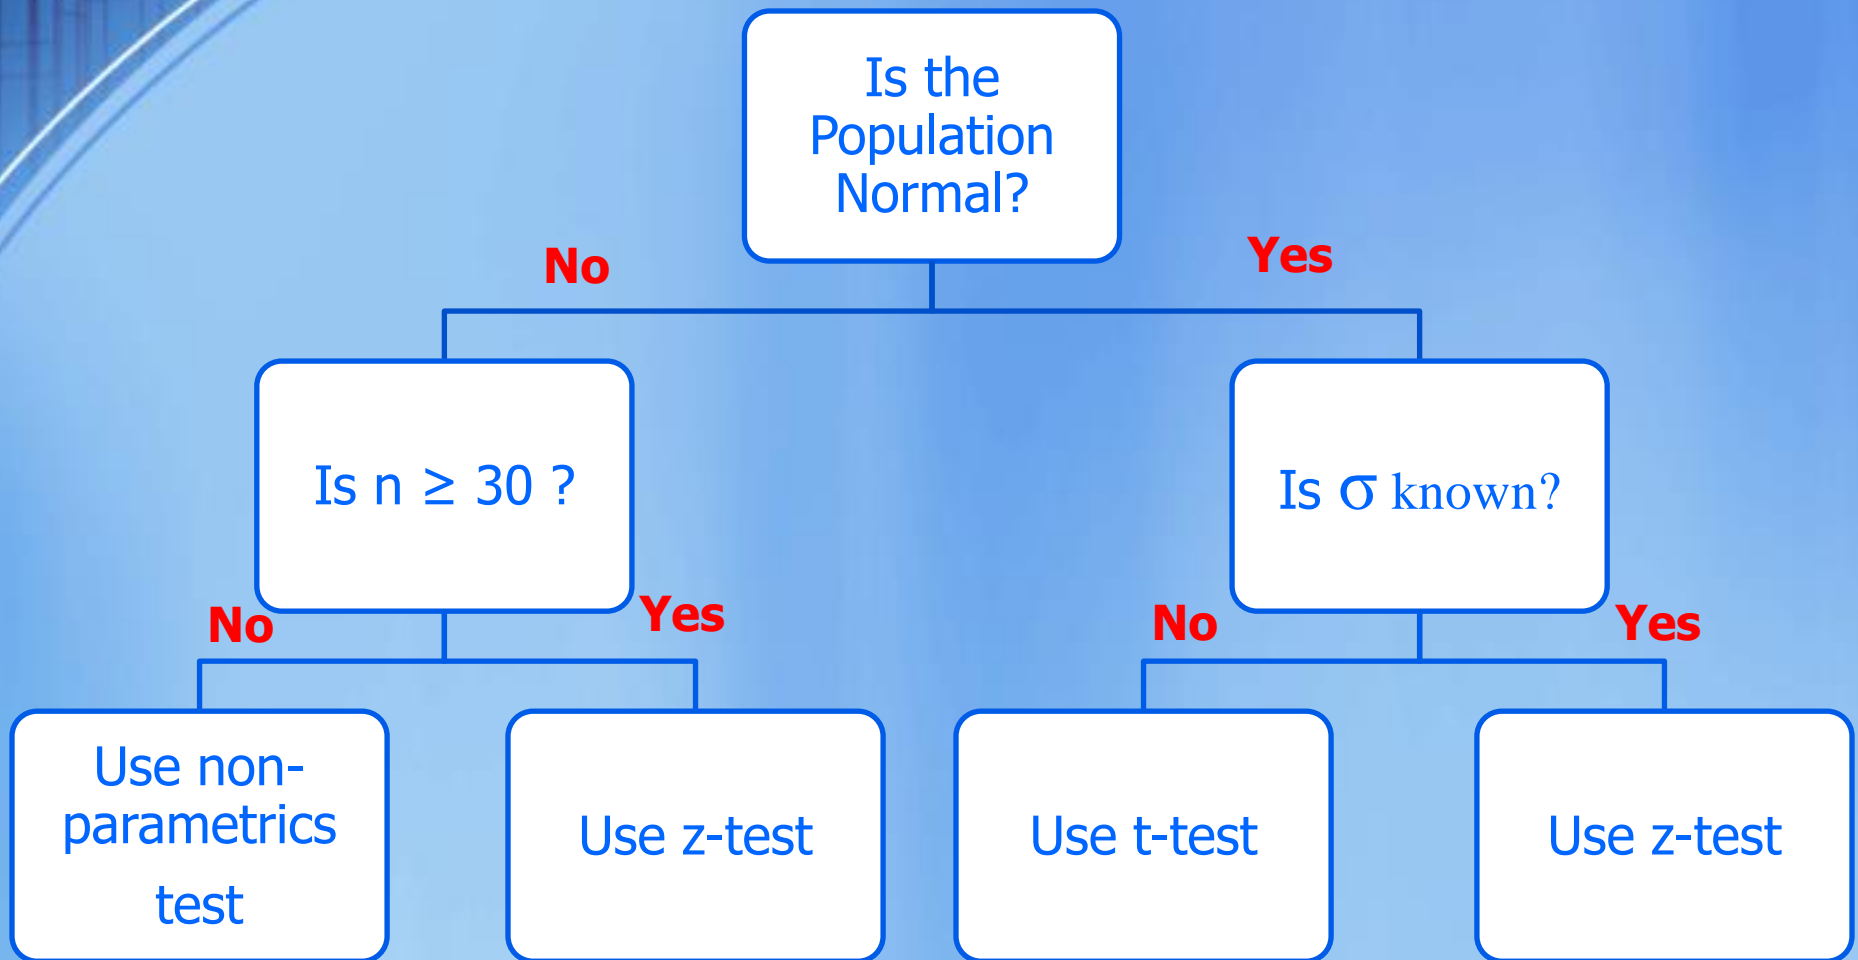 Is the
Population
Normal?
No
Yes
Is n ≥ 30 ?
Is σ known?
No
Yes
No
Yes
Use non-
parametrics
test
Use z-test
Use t-test
Use z-test